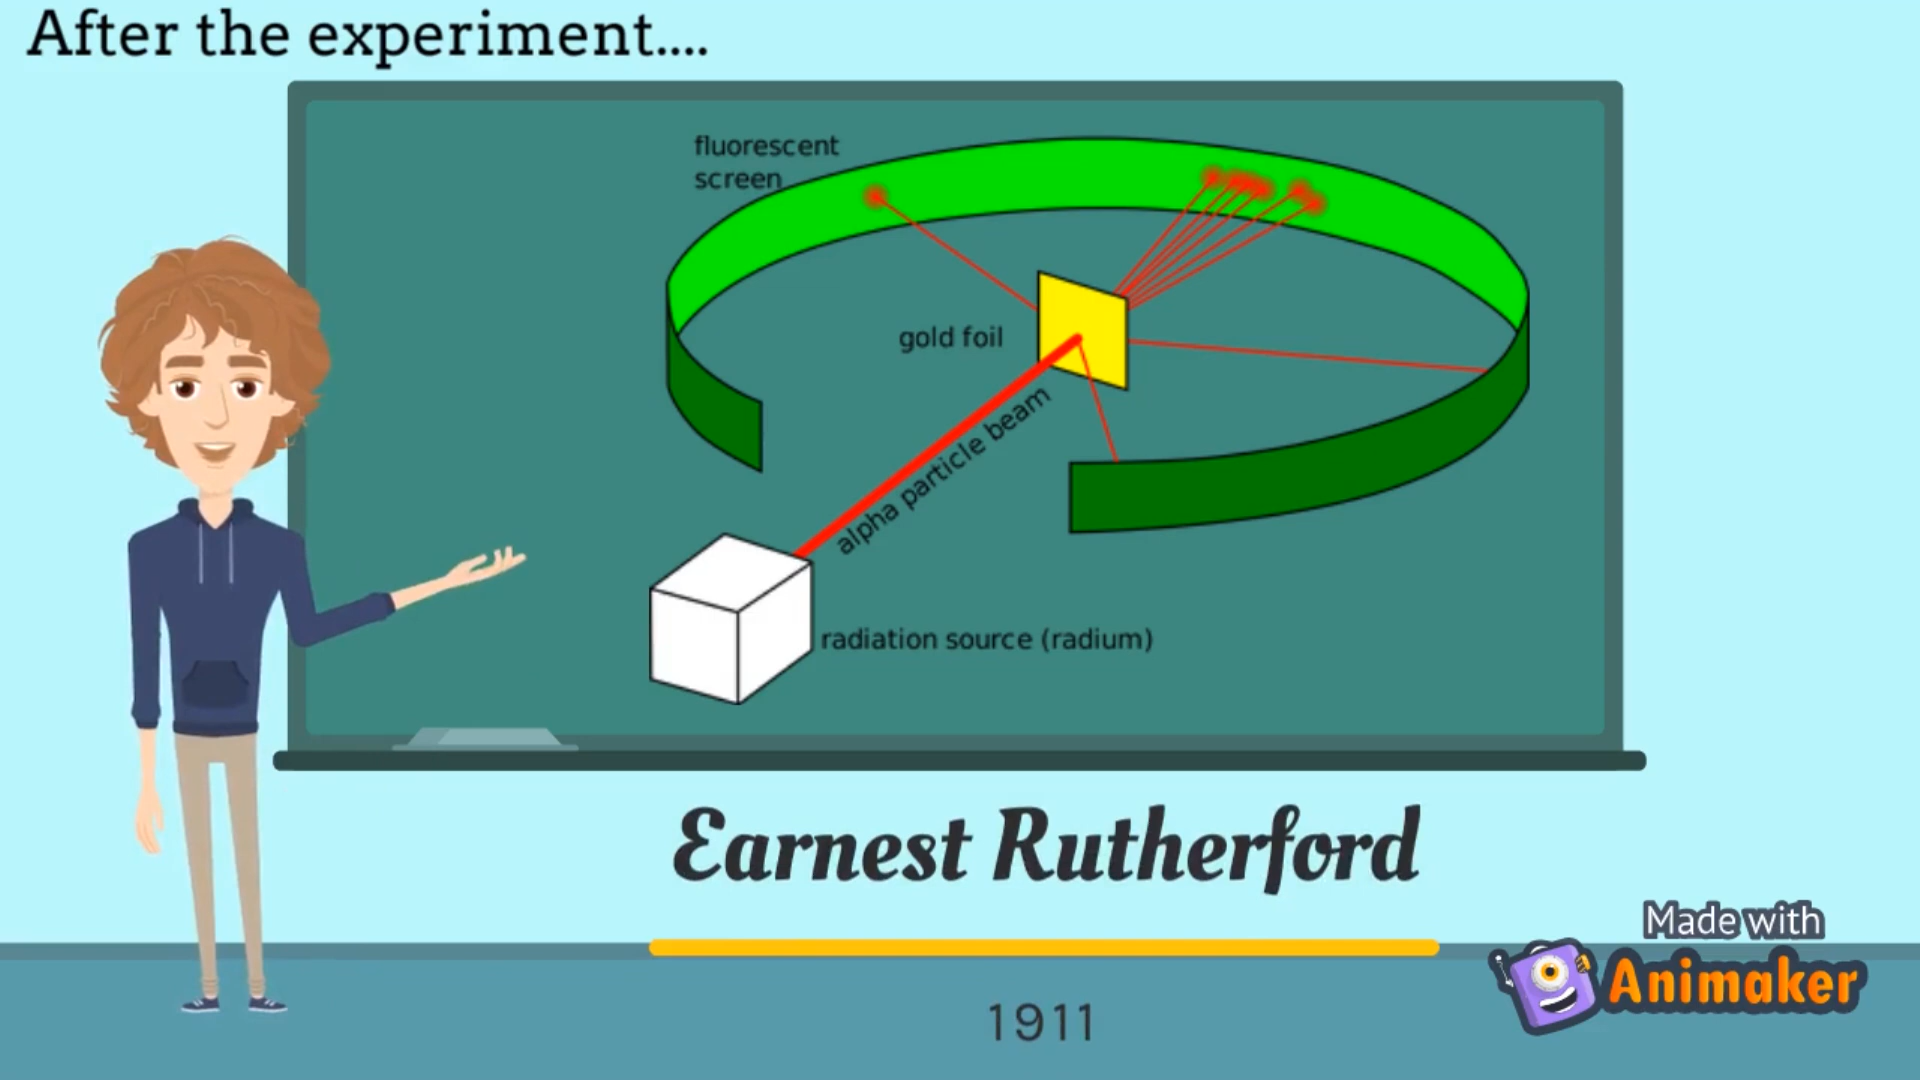 After the experiment....
fluorescent
screen
gold foil
alpha particle beam
radiation source (radium)
Earnest Rutherford
1911
Made with
Animaker